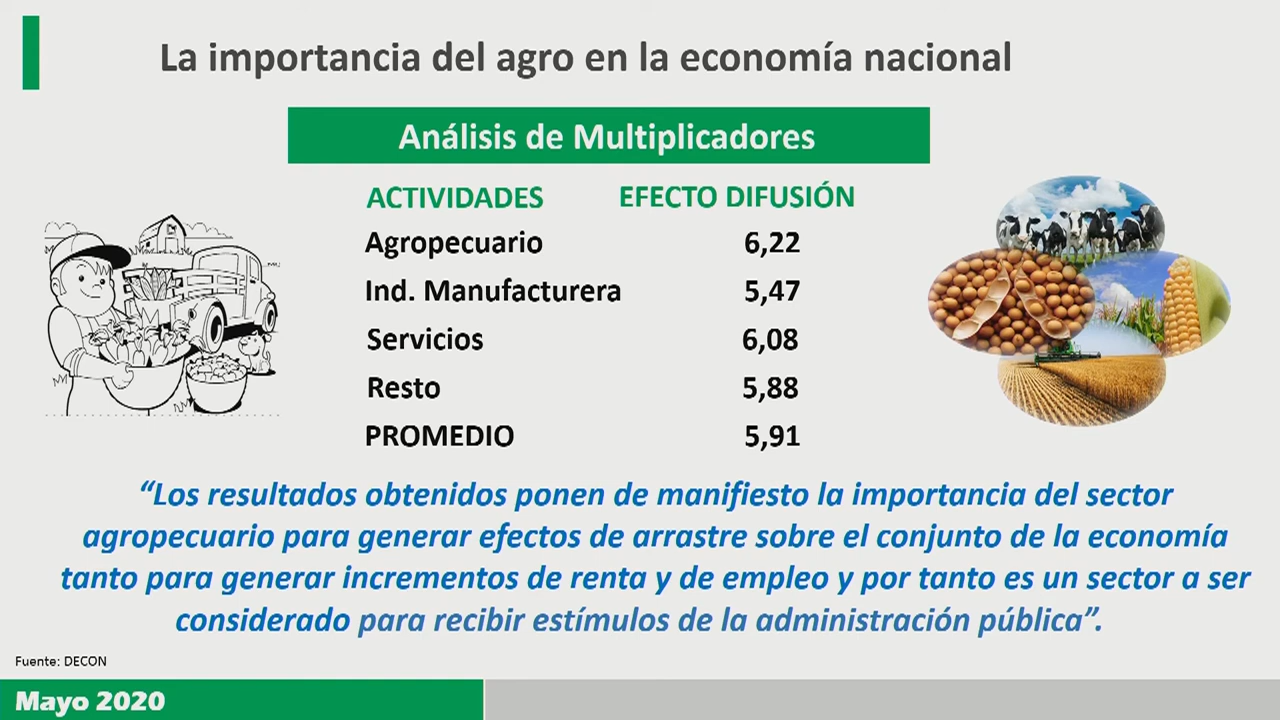 La importancia del agro en la economía nacional
Análisis de Multiplicadores
ACTIVIDADES EFECTO DIFUSIÓN
Agropecuario 6,22
Ind. Manufacturera 5,47
Servicios 6,08
Resto 5,88
PROMEDIO 5,91
“Los resultados obtenidos ponen de manifiesto la importancia del sector
agropecuario para generar efectos de arrastre sobre el conjunto de la economía
tanto para generar incrementos de renta y de empleo y por tanto es un sector a ser
considerado para recibir estímulos de la administración pública”.
Fuente: DECON
Mayo 2020